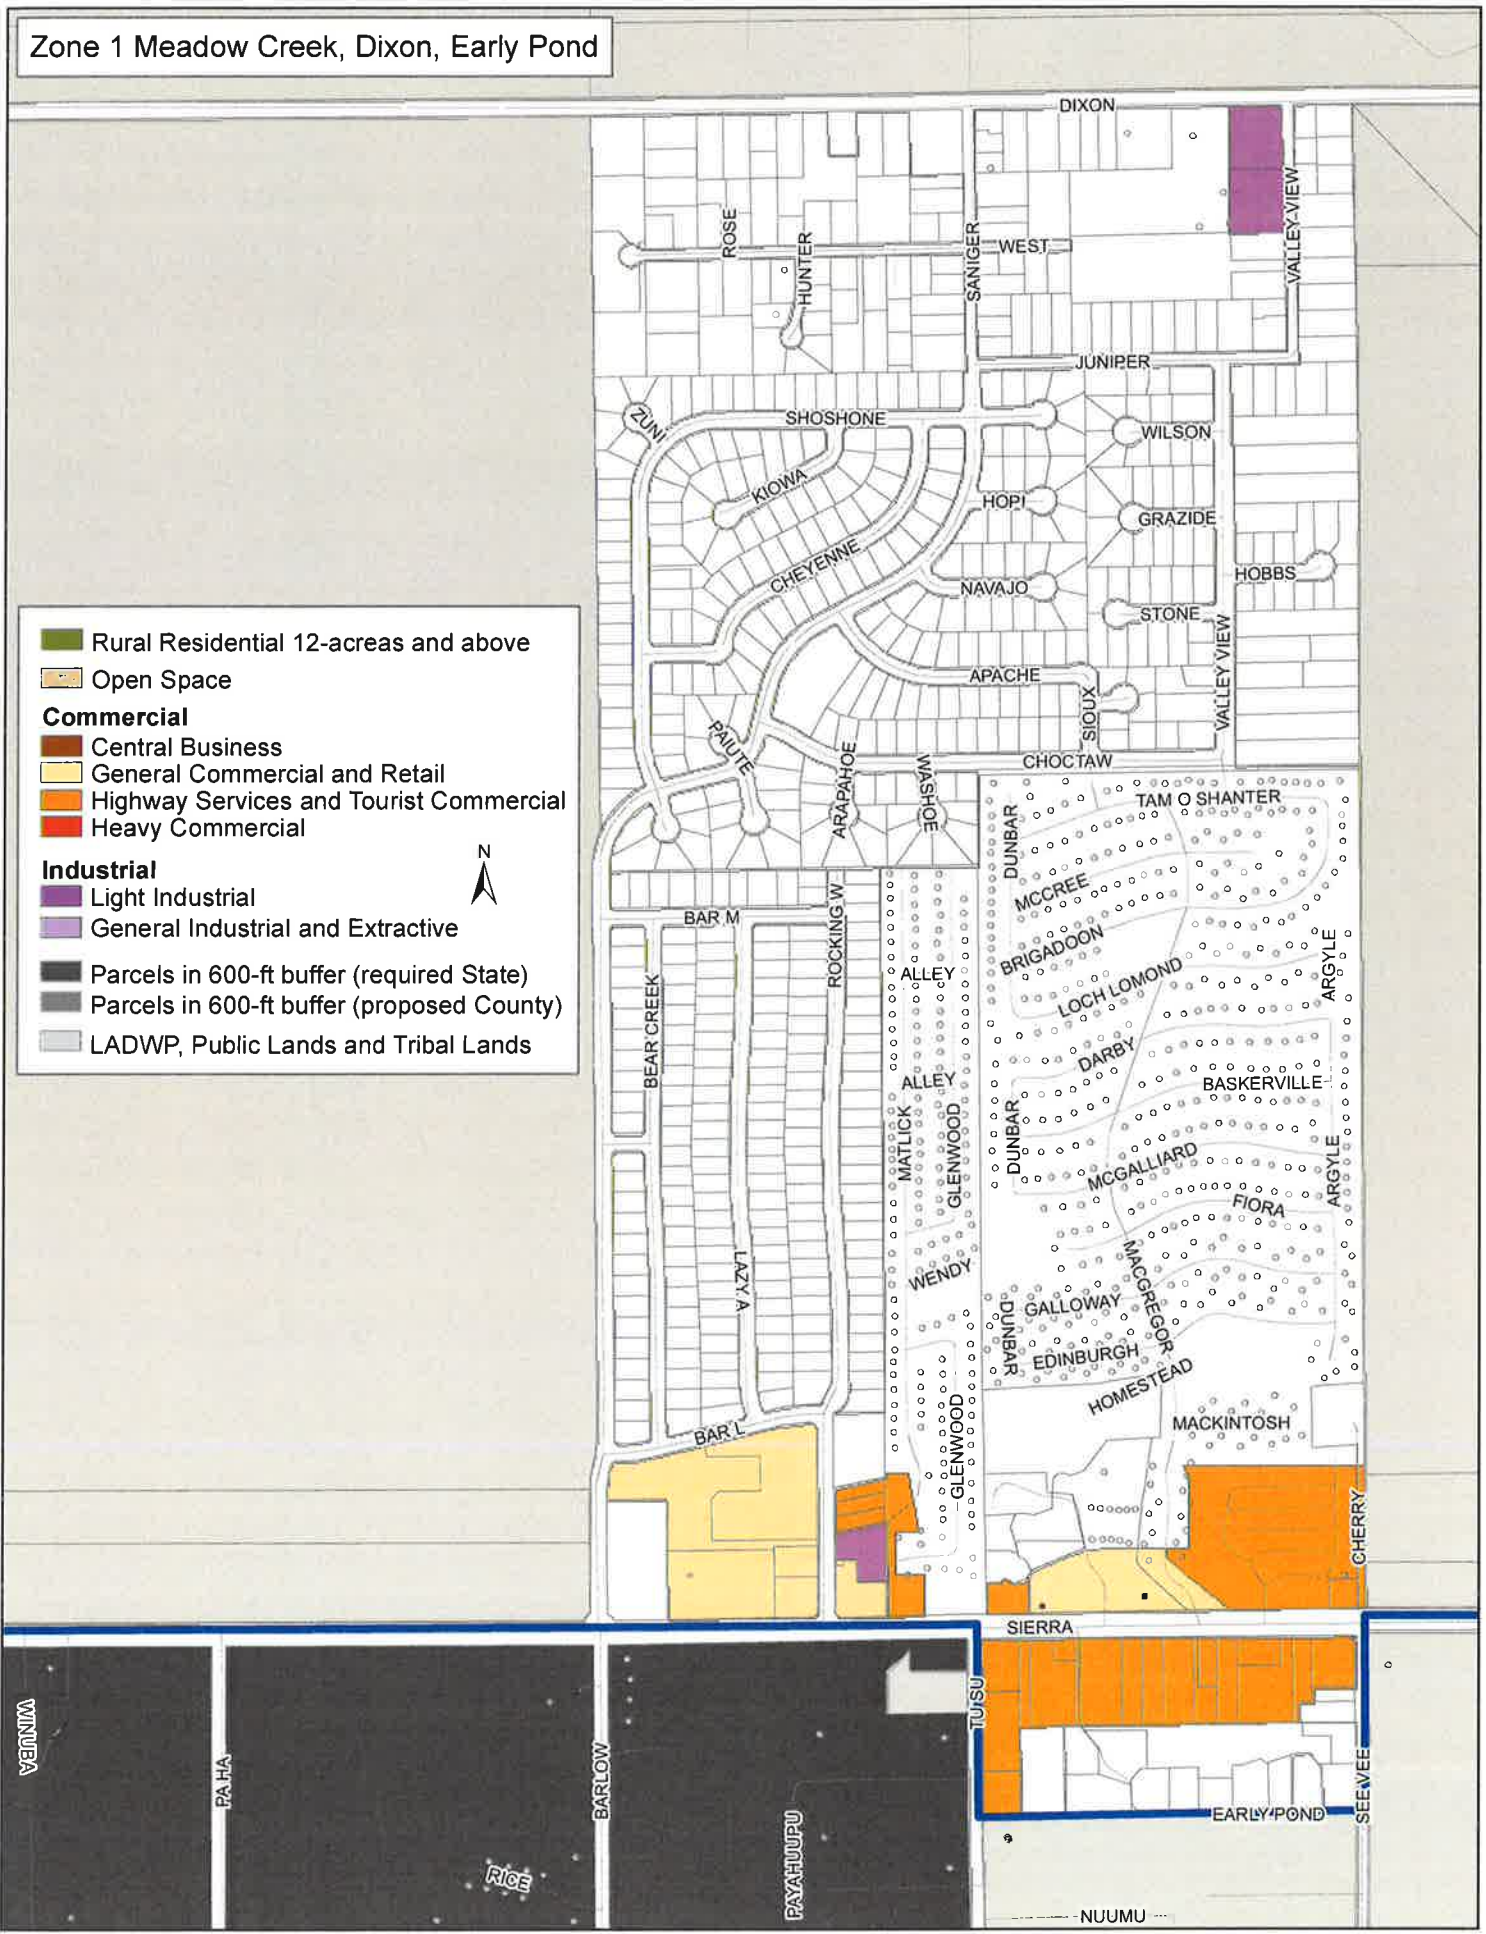 Zone 1 Meadow Creek, Dixon, Early Pond
DIXON
ROSE
HUNTER
SANIGER
WEST
VALLEY VIEW
JUNIPER
ZUNI
SHOSHONE
WILSON
KIOWA
HOPI
GRAZIDE
CHEYENNE
HOBBS
NAVAJO
STONE
VALLEY VIEW
APACHE
SIOUX
PAIUTE
ARAPAHOE
WASHOE
CHOCTAW
Rural Residential 12-acreas and above
Open Space
Commercial
Central Business
General Commercial and Retail
Highway Services and Tourist Commercial
Heavy Commercial
Industrial
Light Industrial
General Industrial and Extractive
Parcels in 600-ft buffer (required State)
Parcels in 600-ft buffer (proposed County)
LADWP, Public Lands and Tribal Lands
N
TAM O SHANTER
DUNBAR
MCCREE
BAR M
ROCKING W
BRIGADOON
ARGYLE
ALLEY
LOCH LOMOND
BEAR CREEK
DARBY
ALLEY
BASKERVILLE
MATLICK
GLENWOOD
DUNBAR
MCGALLIARD
ARGYLE
FIORA
LAZY A
WENDY
MACGREGOR
GALLOWAY
DUNBAR
EDINBURGH
HOMESTEAD
MACKINTOSH
BAR L
GLENWOOD
CHERRY
SIERRA
WINUBA
PA HA
BARLOW
TU SU
PAYAHUUPU
SEE VEE
EARLY POND
RICE
NUUMU